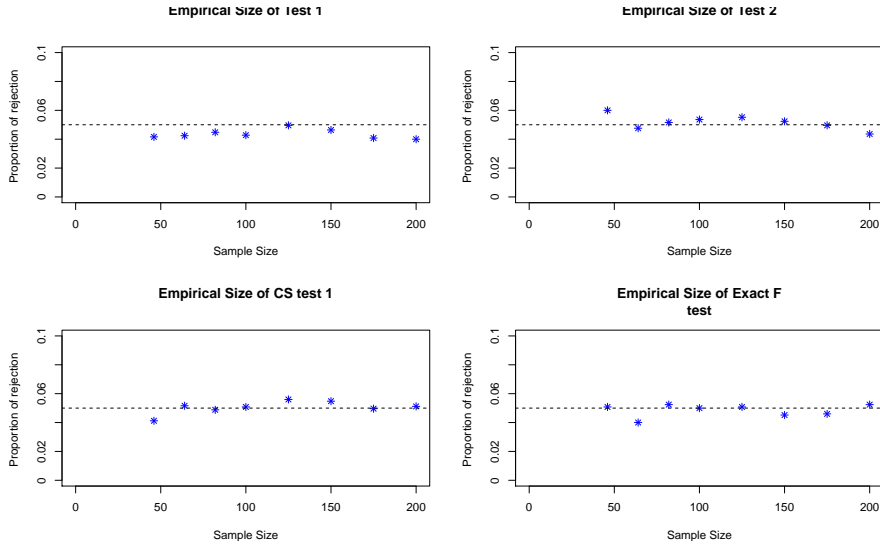 Empirical Size of Test 1
Proportion of rejection
0.1
0.06
0.02
0
0 50 100 150 200
Sample Size
Empirical Size of Test 2
Proportion of rejection
0.1
0.06
0.02
0
0 50 100 150 200
Sample Size
Empirical Size of CS test 1
Proportion of rejection
0.1
0.06
0.02
0
0 50 100 150 200
Sample Size
Empirical Size of Exact F
test
Proportion of rejection
0.1
0.06
0.02
0
0 50 100 150 200
Sample Size